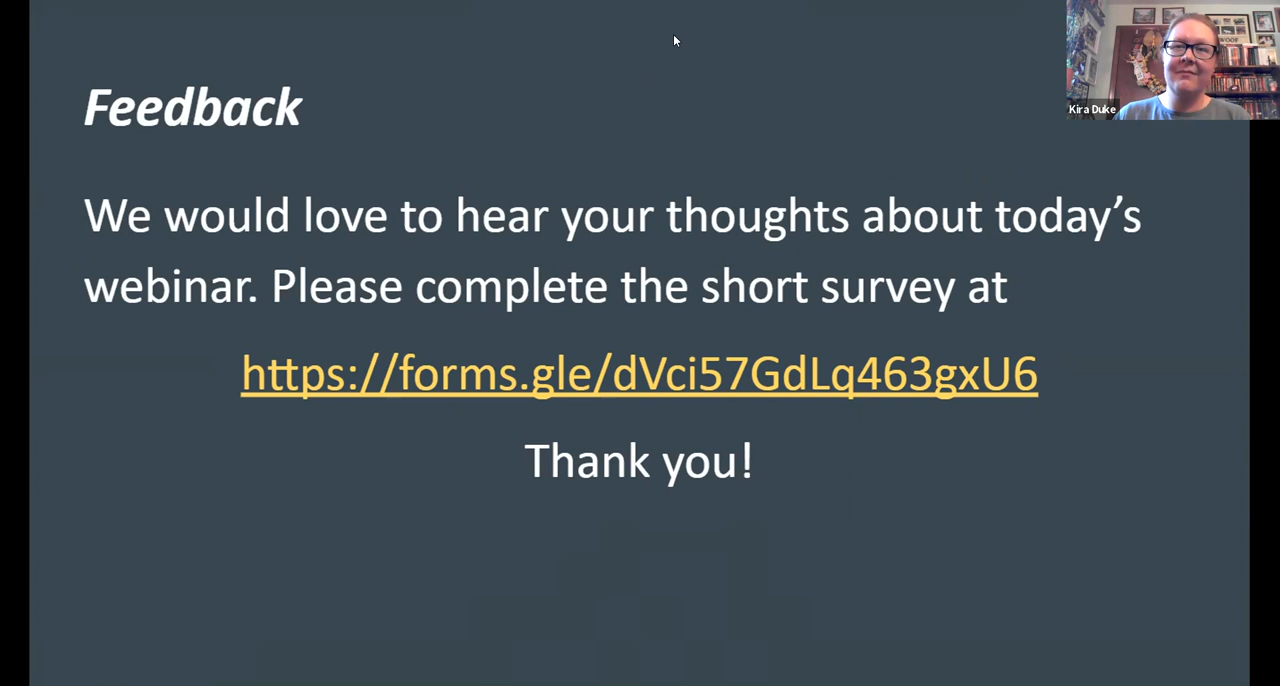 Feedback
We would love to hear your thoughts about today’s
webinar. Please complete the short survey at
https://forms.gle/dVci57GdLq463gxU6
Thank you!
Kira Duke
WOOF